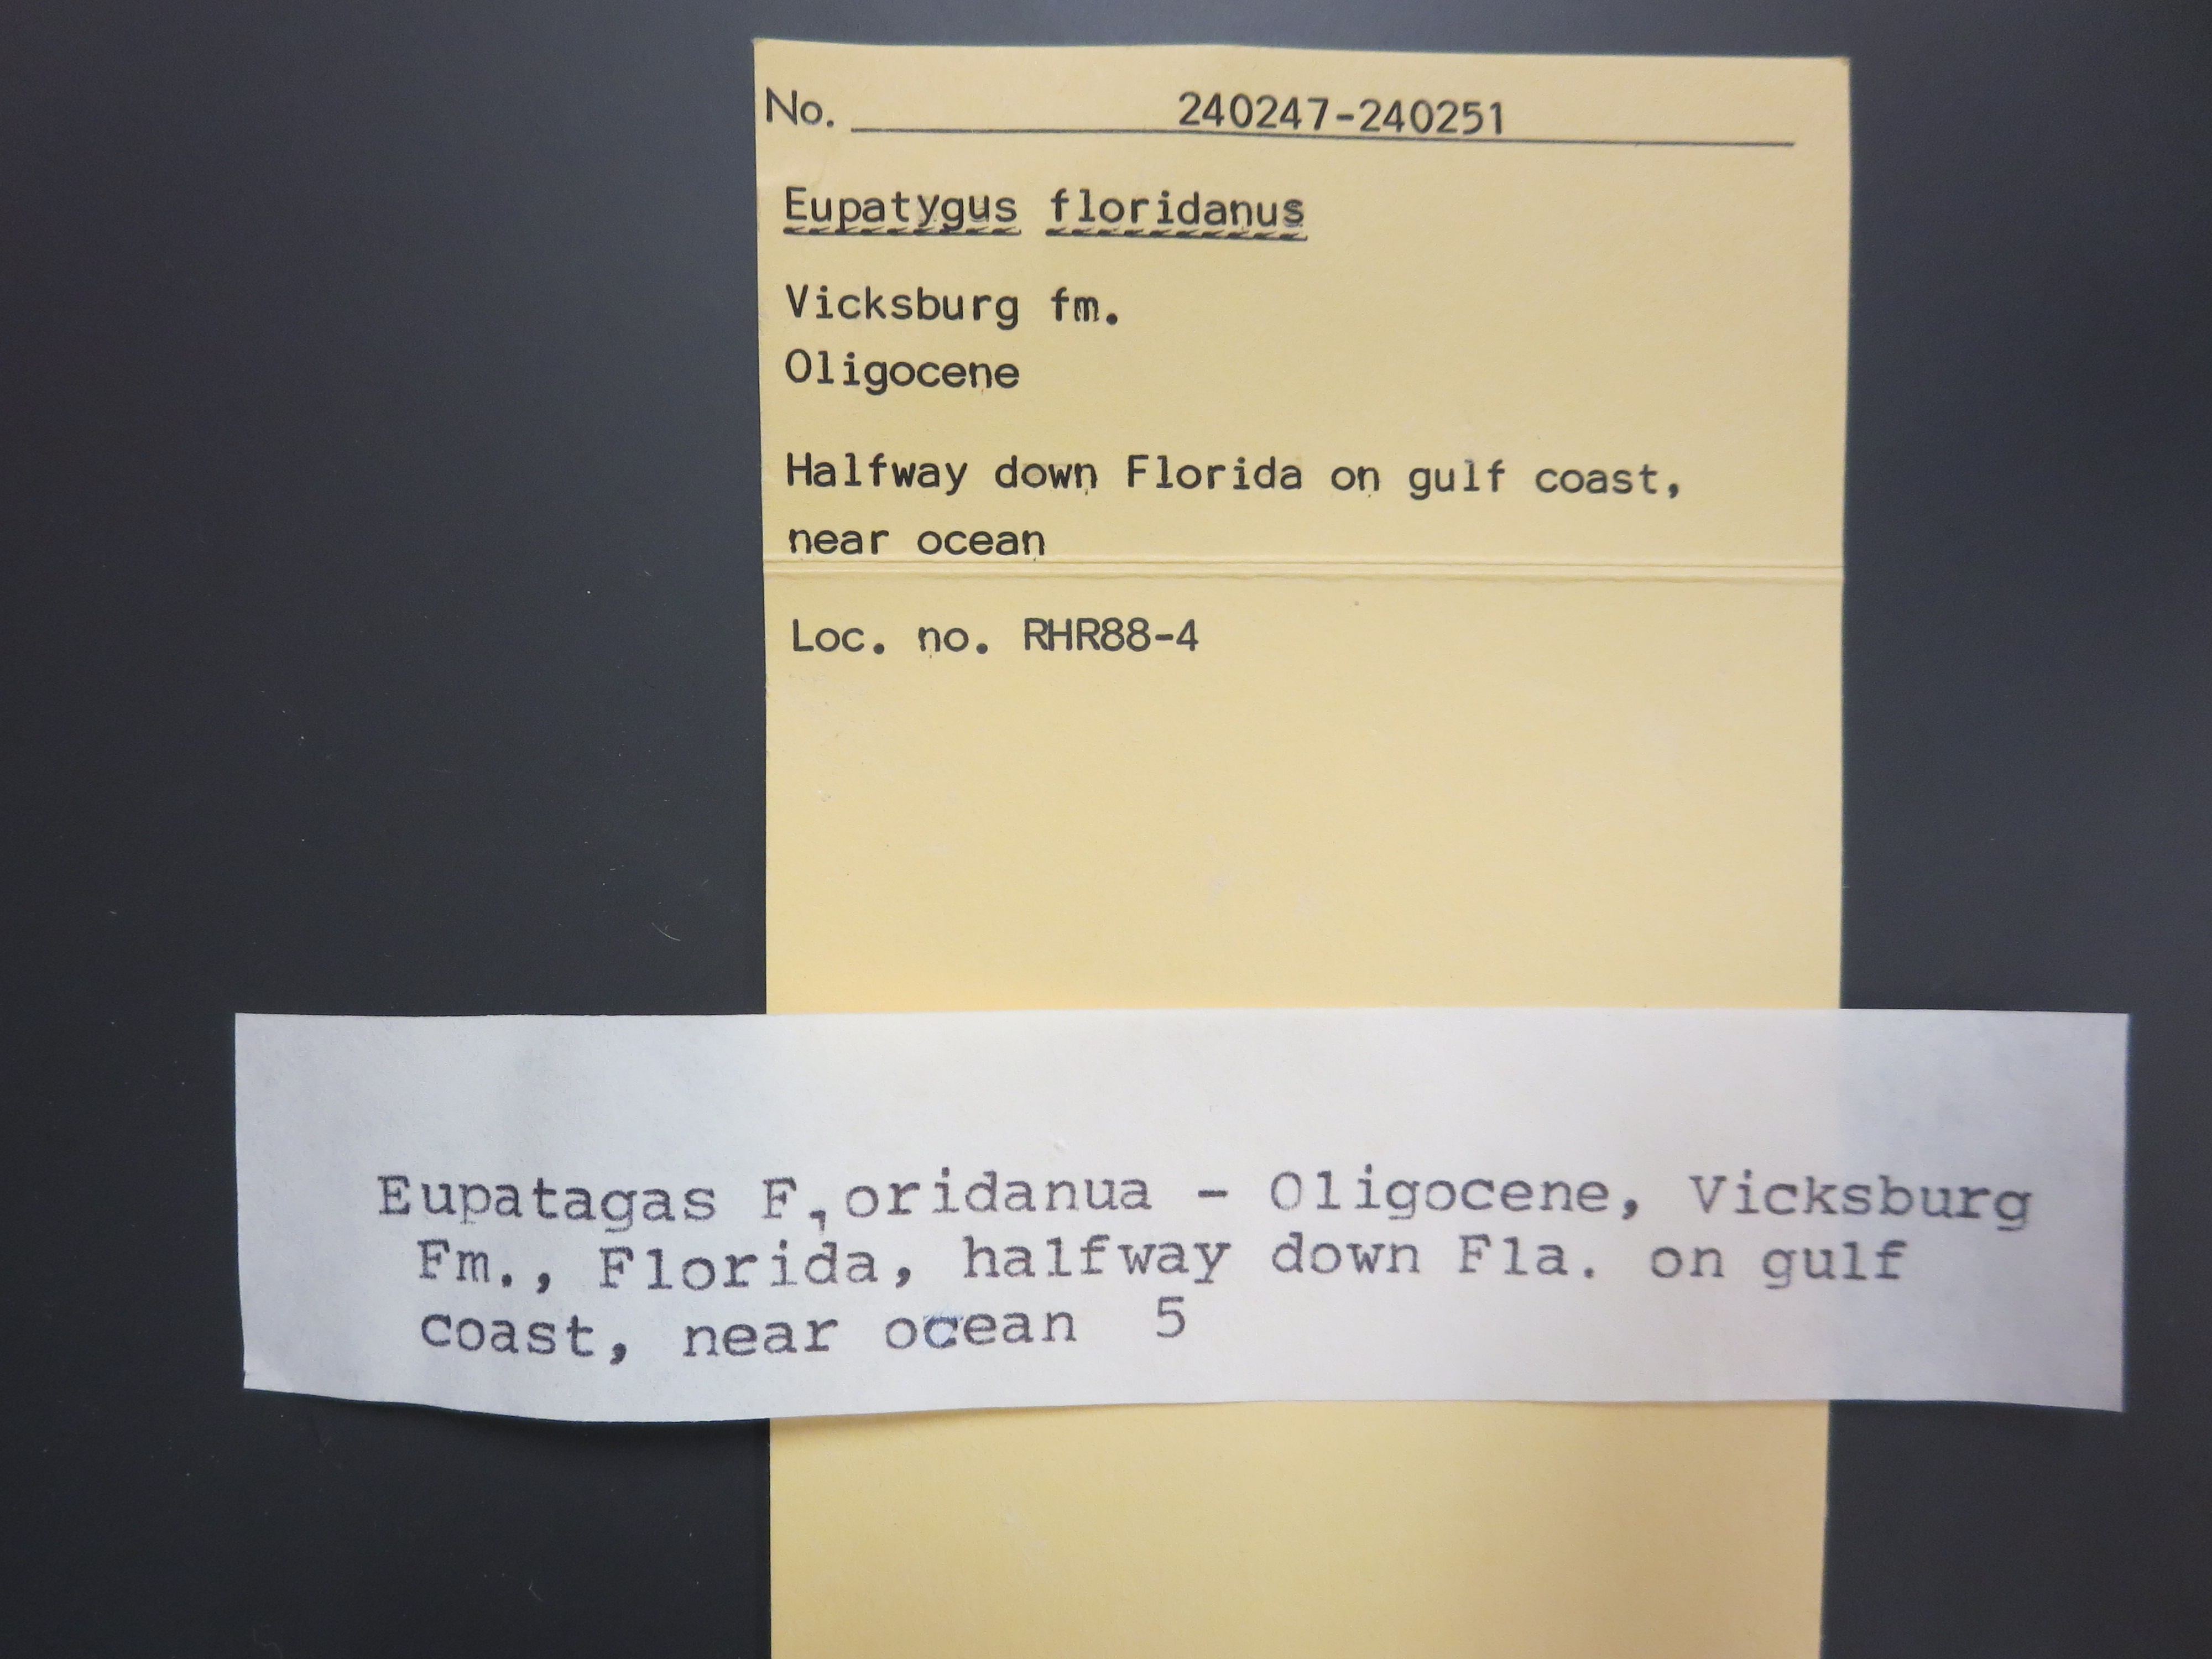 No. 240247-240251
Eupatygus floridanus
Vicksburg fm.
Oligocene
Halfway down Florida on gulf coast,
near ocean
Loc. no. RHR88-4
Eupatagas F,oridanua - Oligocene, Vicksburg
Fm., Florida, halfway down Fla. on gulf
coast, near ocean 5